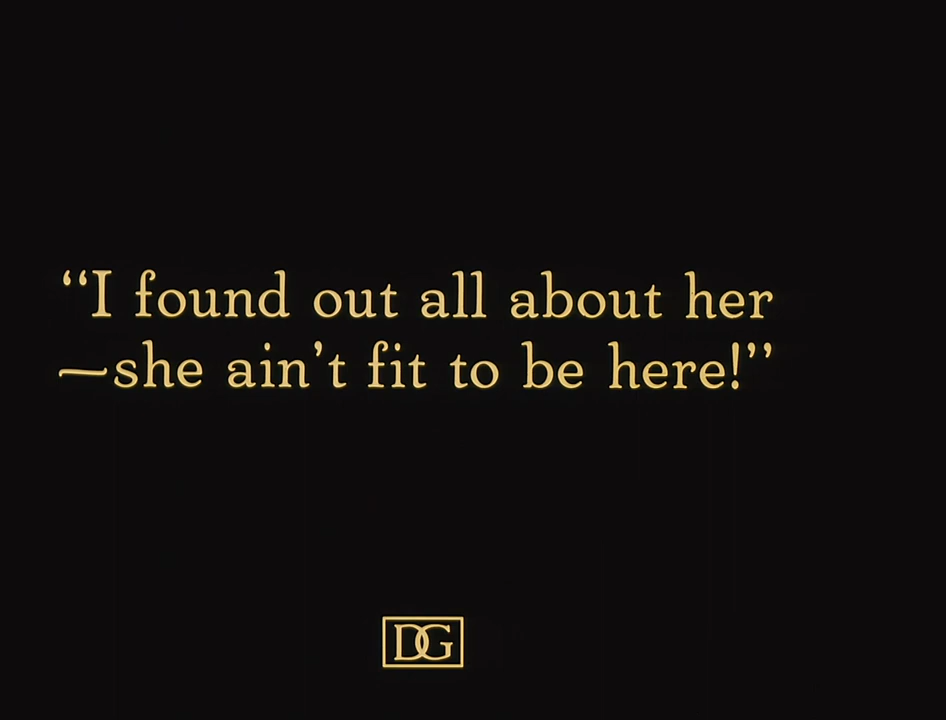 “I found out all about her
—she ain’t fit to be here!”
DG